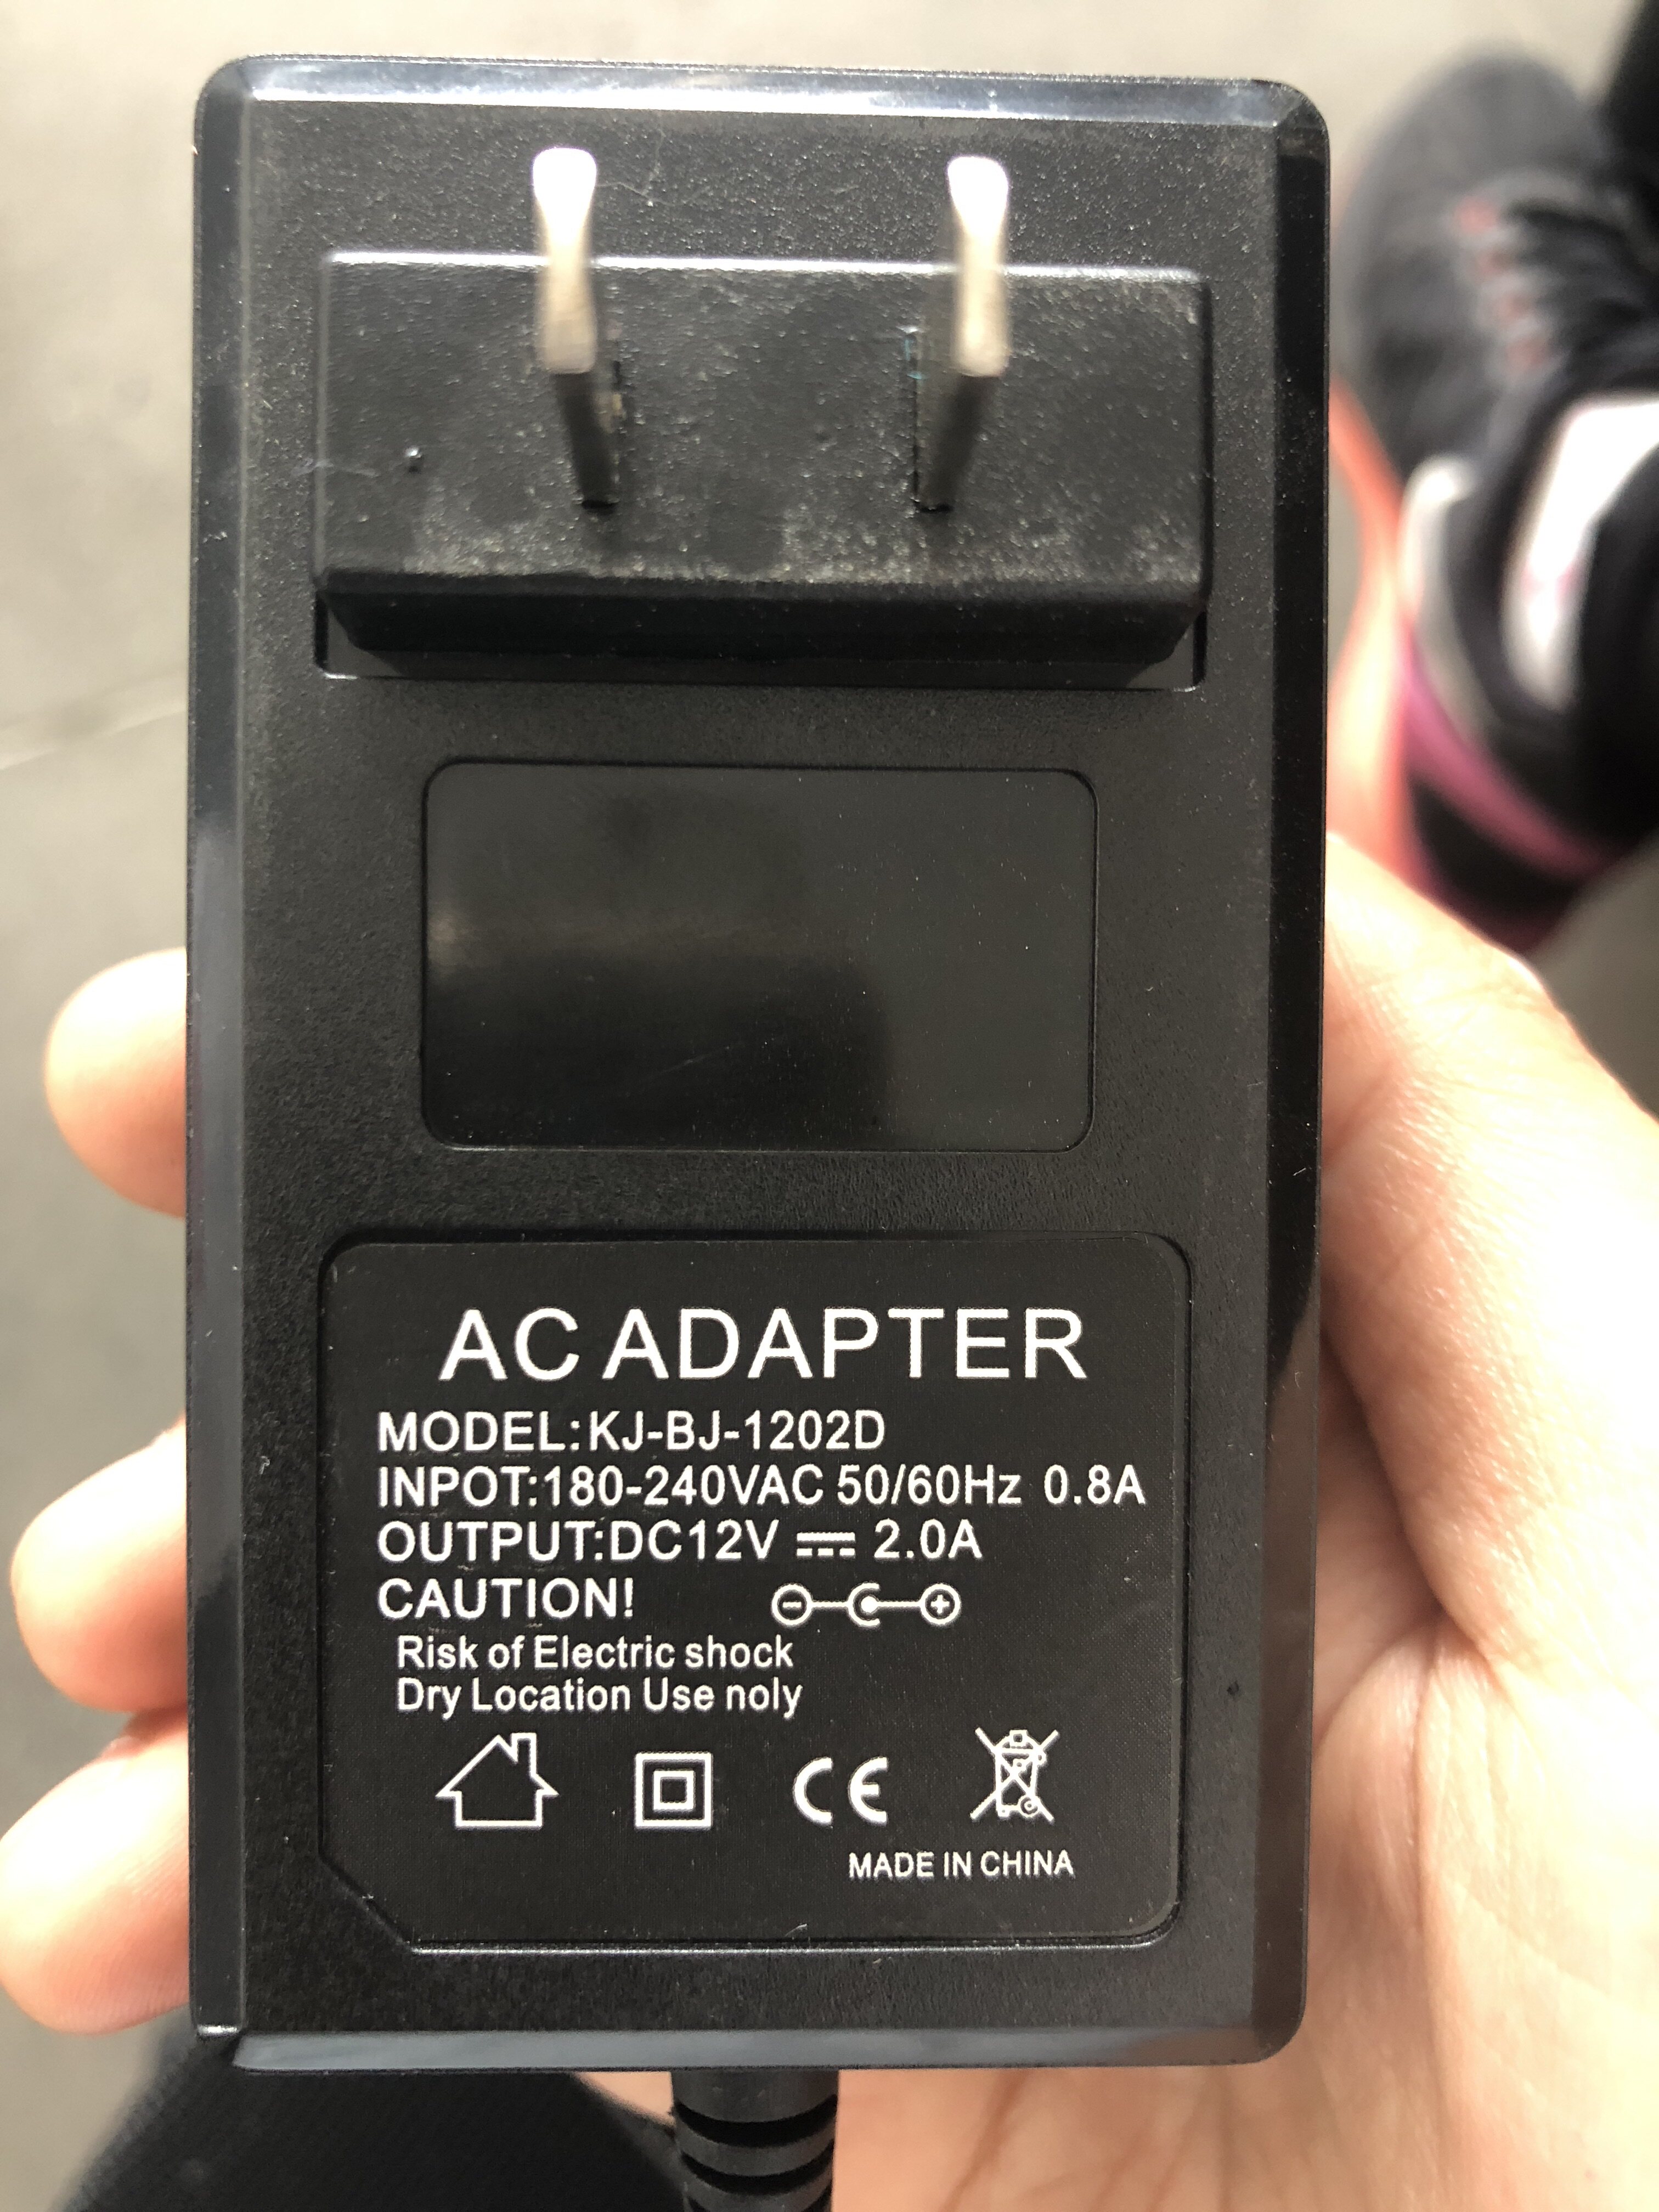 AC ADAPTER
MODEL:KJ-BJ-1202D
INPOT:180-240VAC 50/60Hz 0.8A
OUTPUT:DC12V ⎓ 2.0A
CAUTION!
Risk of Electric shock
Dry Location Use noly
CE
MADE IN CHINA